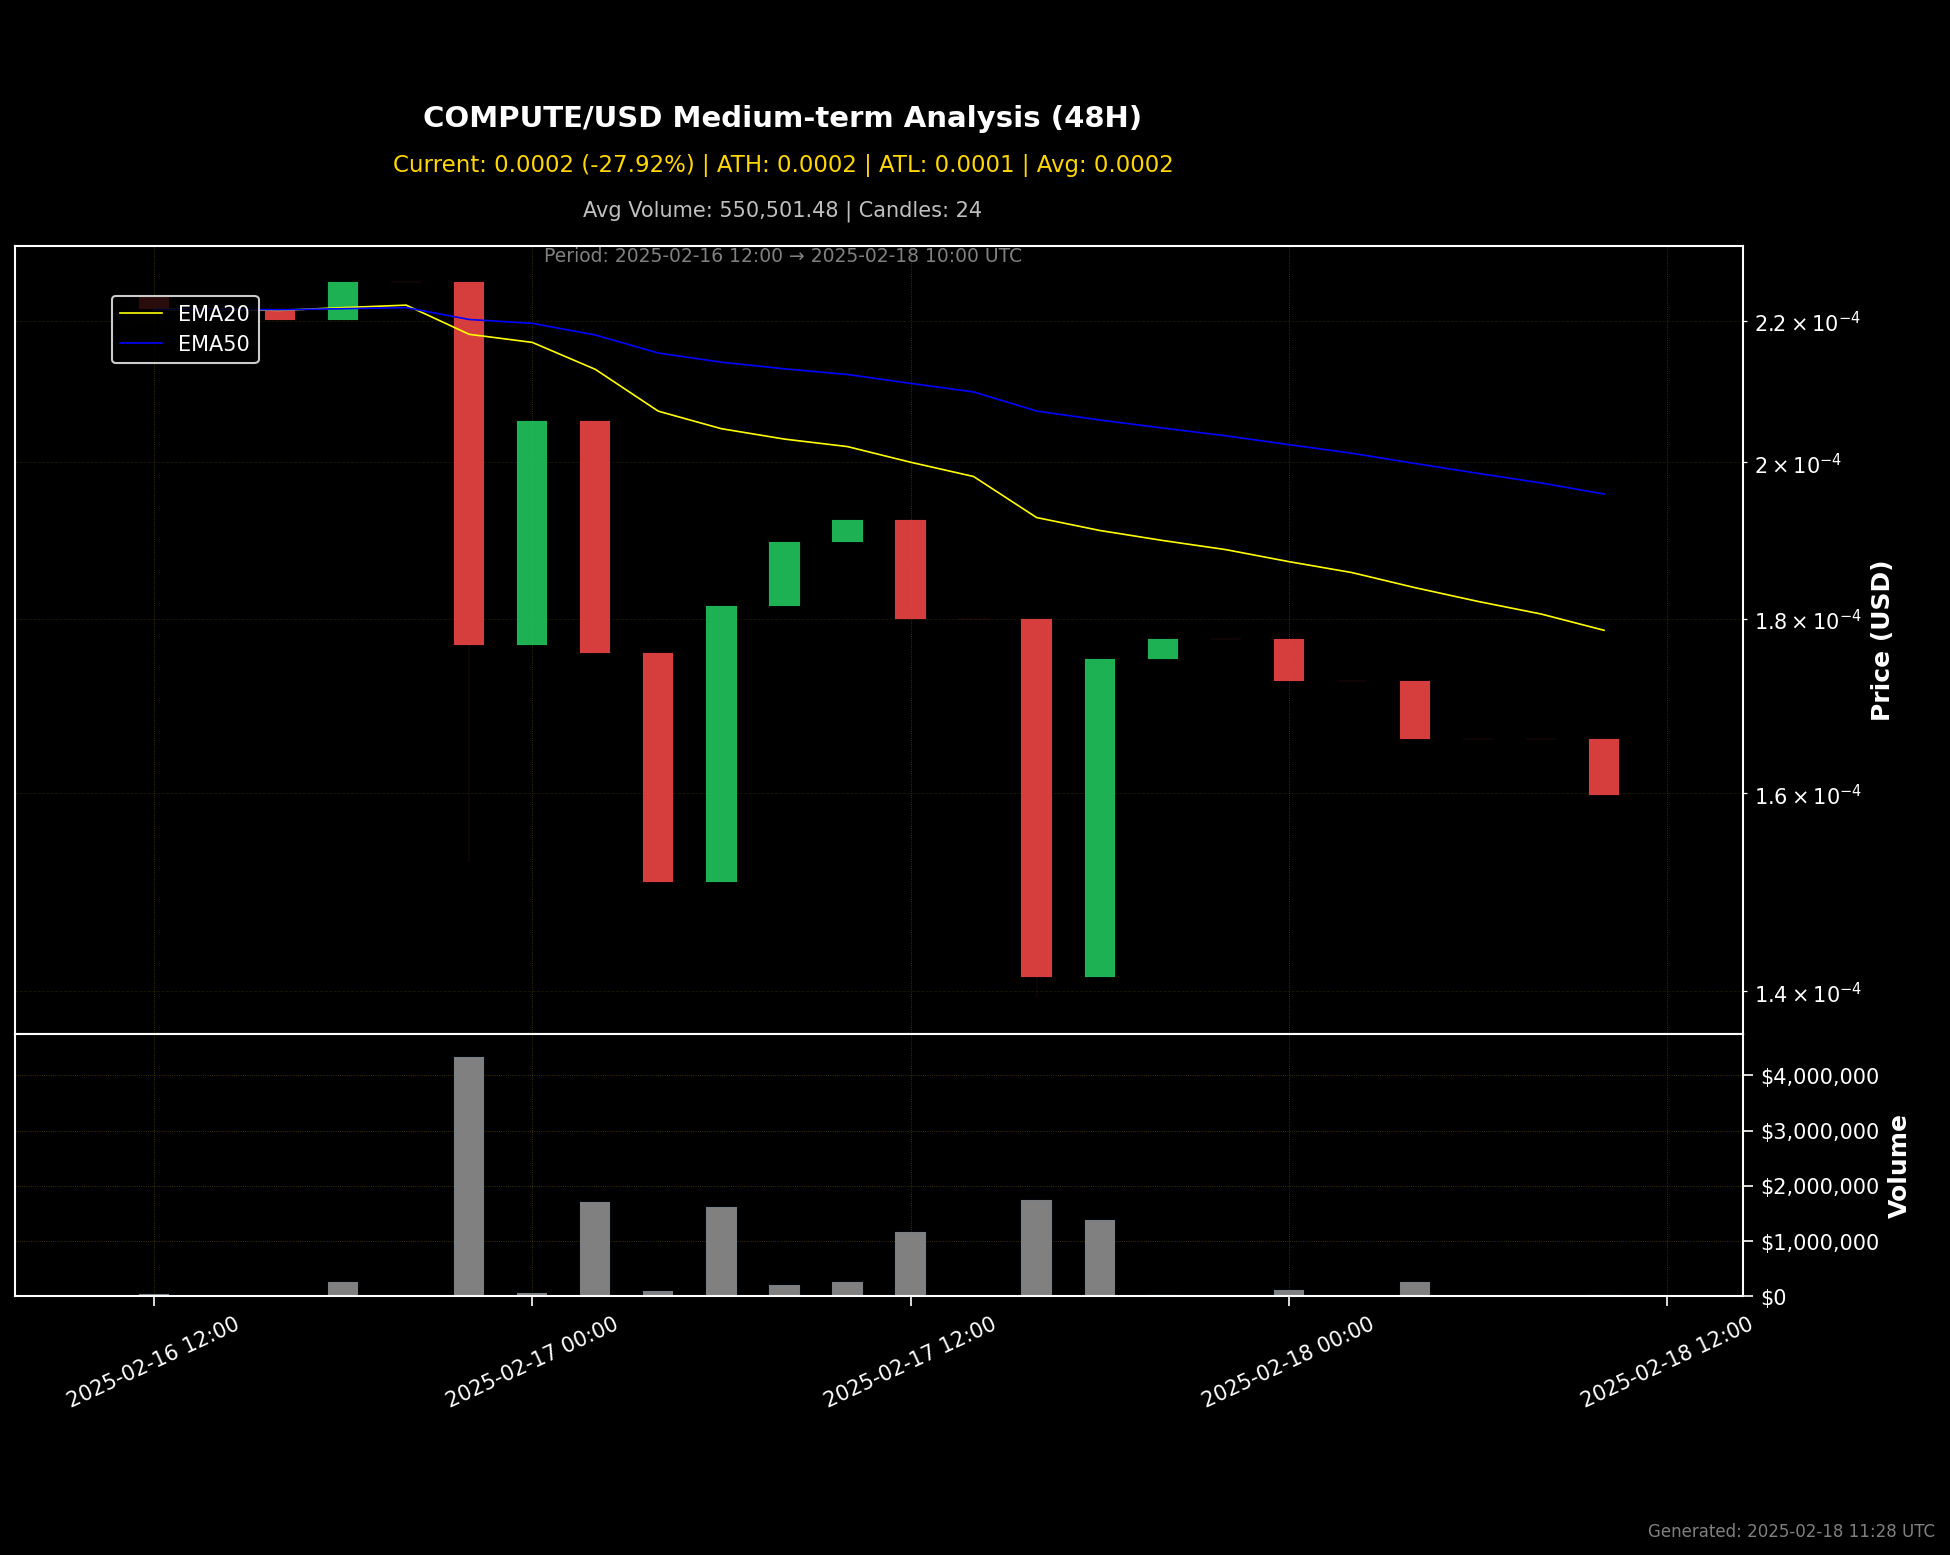 COMPUTE/USD Medium-term Analysis (48H)
Current: 0.0002 (-27.92%) | ATH: 0.0002 | ATL: 0.0001 | Avg: 0.0002
Avg Volume: 550,501.48 | Candles: 24
Period: 2025-02-16 12:00 → 2025-02-18 10:00 UTC
EMA20
EMA50
2.2 × 10⁻⁴
2 × 10⁻⁴
1.8 × 10⁻⁴
1.6 × 10⁻⁴
1.4 × 10⁻⁴
Price (USD)
$4,000,000
$3,000,000
$2,000,000
$1,000,000
$0
Volume
2025-02-16 12:00
2025-02-17 00:00
2025-02-17 12:00
2025-02-18 00:00
2025-02-18 12:00
Generated: 2025-02-18 11:28 UTC